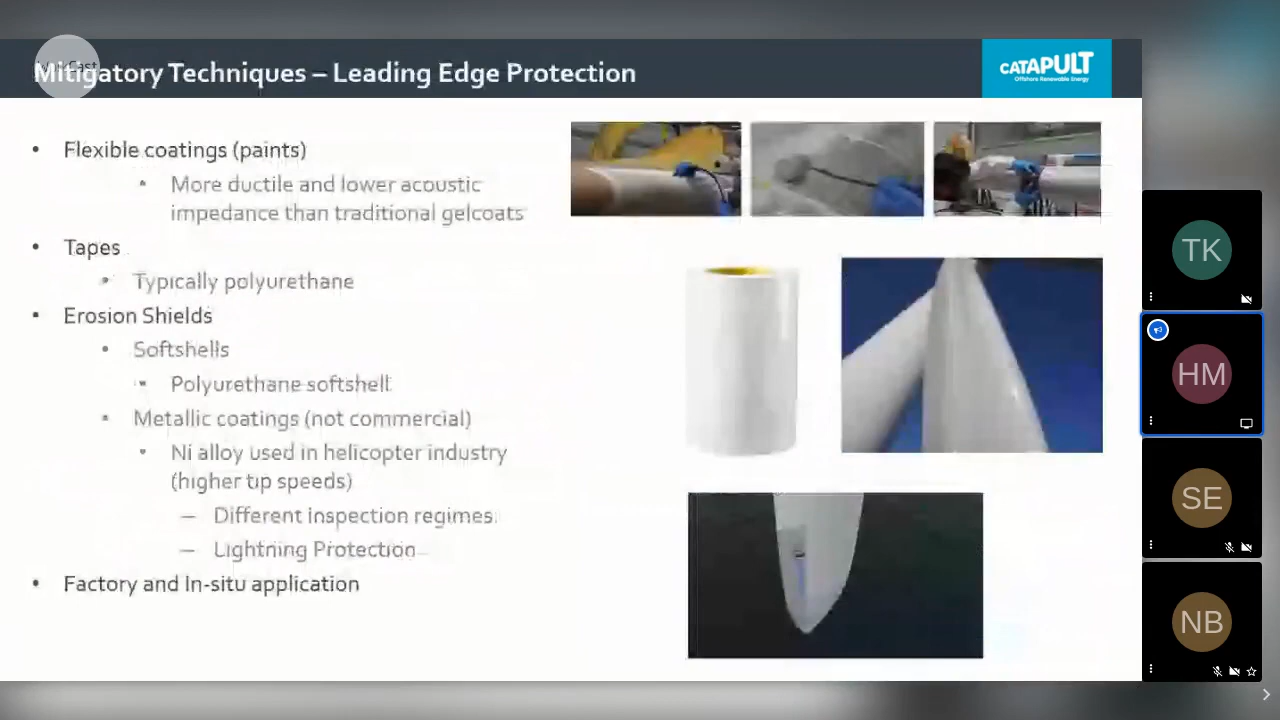 Mitigatory Techniques – Leading Edge Protection
CATAPULT
Offshore Renewable Energy
• Flexible coatings (paints)
• More ductile and lower acoustic
impedance than traditional gelcoats
• Tapes
• Typically polyurethane
• Erosion Shields
• Softshells
• Polyurethane softshell
• Metallic coatings (not commercial)
• Ni alloy used in helicopter industry
(higher tip speeds)
– Different inspection regimes
– Lightning Protection
• Factory and In-situ application
TK
HM
SE
NB